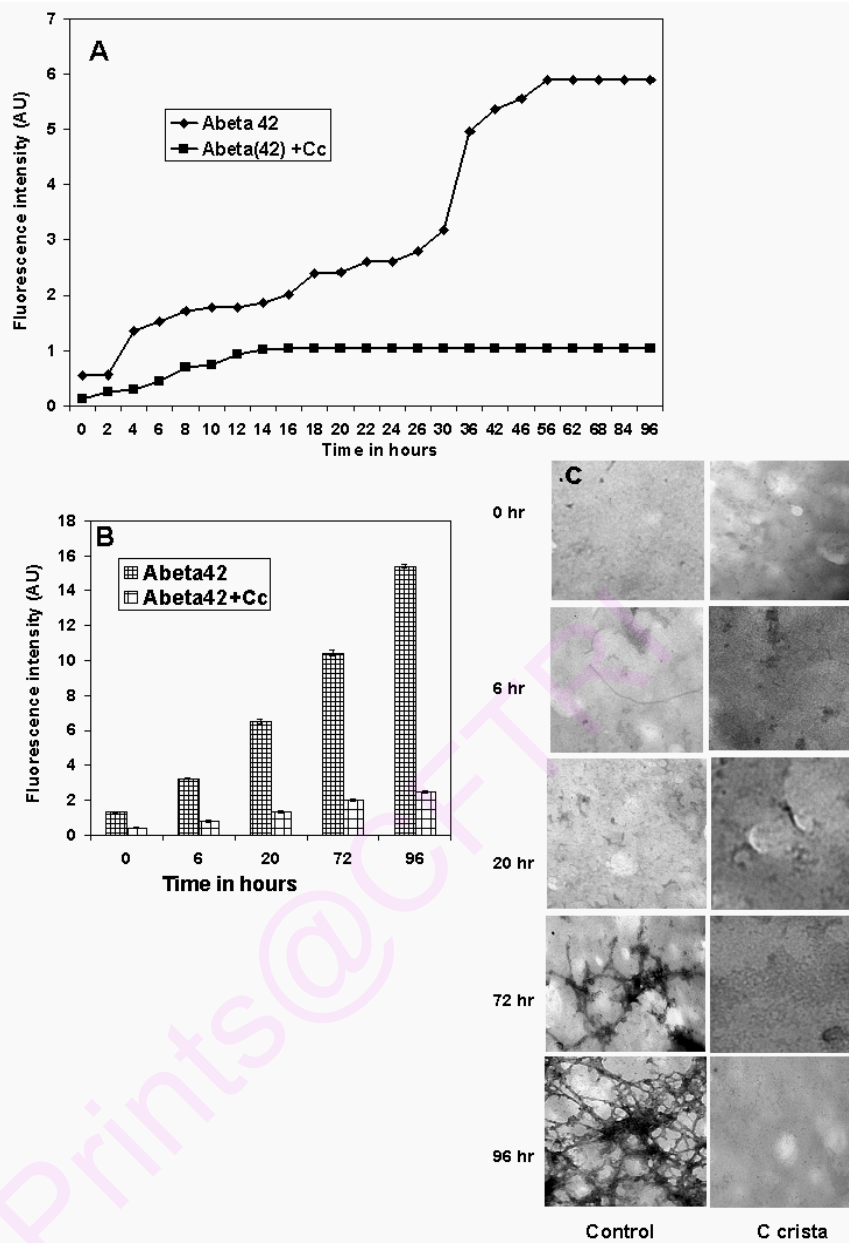 A
7
6
5
4
3
2
1
0
Fluorescence intensity (AU)
Abeta 42
Abeta(42) +Cc
0 2 4 6 8 10 12 14 16 18 20 22 24 26 30 36 42 46 56 62 68 84 96
Time in hours
B
18
16
14
12
10
8
6
4
2
0
Fluorescence intensity (AU)
Abeta42
Abeta42+Cc
0 6 20 72 96
Time in hours
.C
0 hr
6 hr
20 hr
72 hr
96 hr
Control C crista
Prints@CFTRI